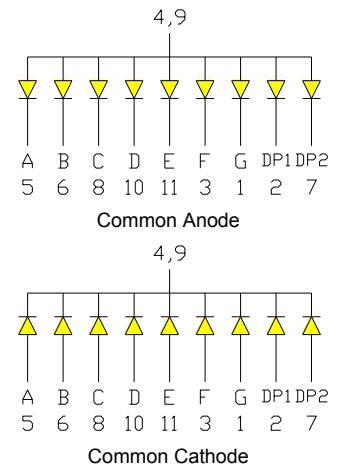 4,9
A B C D E F G DP1 DP2
5 6 8 10 11 3 1 2 7
Common Anode
4,9
A B C D E F G DP1 DP2
5 6 8 10 11 3 1 2 7
Common Cathode